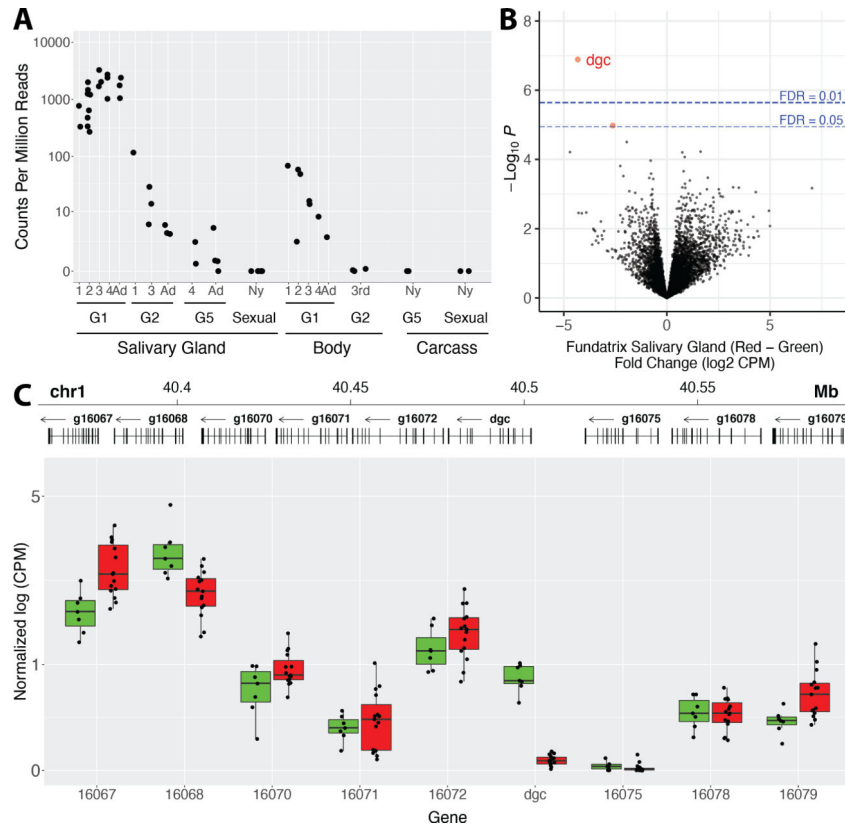 A
10000
1000
100
10
0
Counts Per Million Reads
1 2 3 4 Ad 1 3 Ad 4 Ad Ny 1 2 3 4 Ad 3rd Ny Ny
G1 G2 G5 Sexual G1 G2 G5 Sexual
Salivary Gland Body Carcass
B
8
6
4
2
0
−Log10 P
dgc
FDR = 0.01
FDR = 0.05
−5 0 5
Fundatrix Salivary Gland (Red − Green)
Fold Change (log2 CPM)
C chr1 40.4 40.45 40.5 40.55 Mb
g16067 g16068 g16070 g16071 g16072 dgc g16075 g16078 g16079
5
1
0
Normalized log (CPM)
16067 16068 16070 16071 16072 dgc 16075 16078 16079
Gene